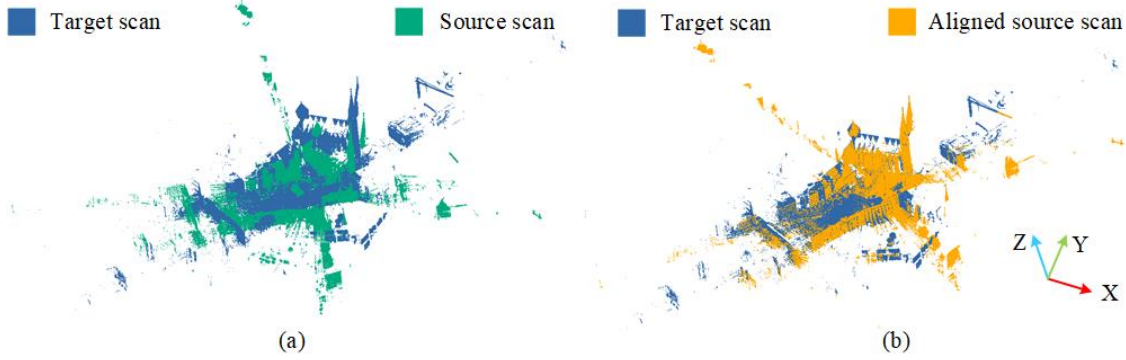 Target scan
Source scan
Target scan
Aligned source scan
Z
Y
X
(a)
(b)